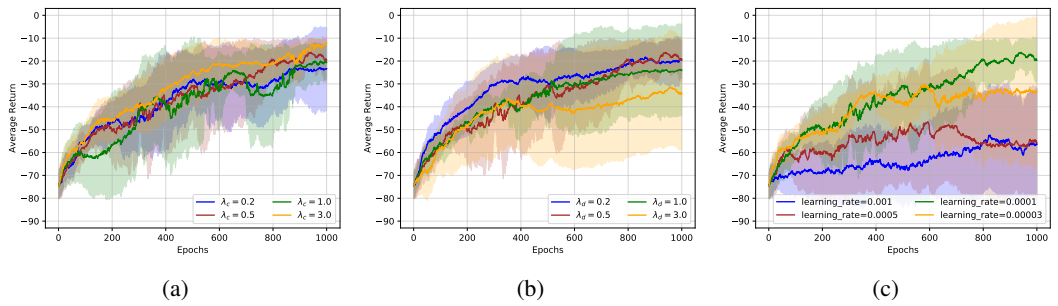 0
−10
−20
−30
−40
−50
−60
−70
−80
−90
Average Return
0 200 400 600 800 1000
Epochs
λc = 0.2 λc = 1.0
λc = 0.5 λc = 3.0
(a)
0
−10
−20
−30
−40
−50
−60
−70
−80
−90
Average Return
0 200 400 600 800 1000
Epochs
λd = 0.2 λd = 1.0
λd = 0.5 λd = 3.0
(b)
0
−10
−20
−30
−40
−50
−60
−70
−80
−90
Average Return
0 200 400 600 800 1000
Epochs
learning_rate=0.001 learning_rate=0.0001
learning_rate=0.0005 learning_rate=0.00003
(c)